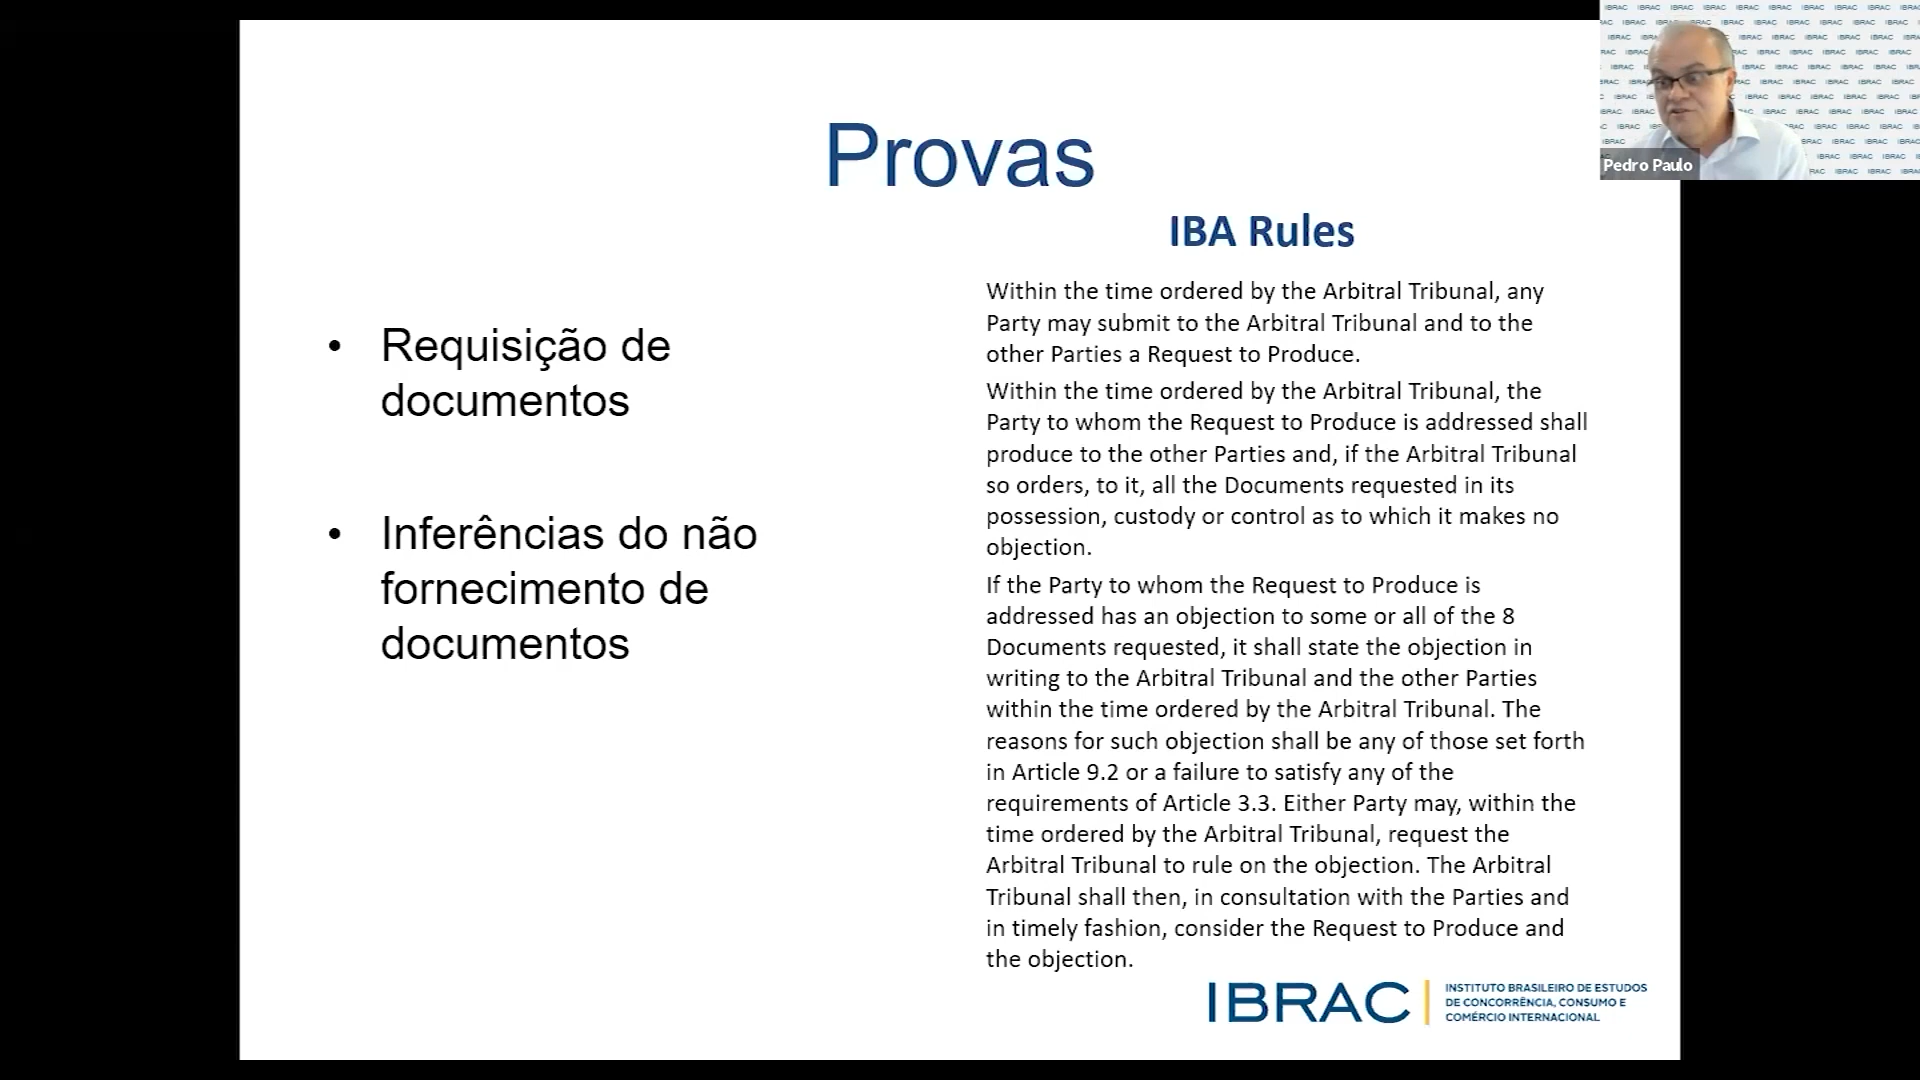 Provas
IBA Rules
• Requisição de
documentos
• Inferências do não
fornecimento de
documentos
Within the time ordered by the Arbitral Tribunal, any
Party may submit to the Arbitral Tribunal and to the
other Parties a Request to Produce.
Within the time ordered by the Arbitral Tribunal, the
Party to whom the Request to Produce is addressed shall
produce to the other Parties and, if the Arbitral Tribunal
so orders, to it, all the Documents requested in its
possession, custody or control as to which it makes no
objection.
If the Party to whom the Request to Produce is
addressed has an objection to some or all of the 8
Documents requested, it shall state the objection in
writing to the Arbitral Tribunal and the other Parties
within the time ordered by the Arbitral Tribunal. The
reasons for such objection shall be any of those set forth
in Article 9.2 or a failure to satisfy any of the
requirements of Article 3.3. Either Party may, within the
time ordered by the Arbitral Tribunal, request the
Arbitral Tribunal to rule on the objection. The Arbitral
Tribunal shall then, in consultation with the Parties and
in timely fashion, consider the Request to Produce and
the objection.
IBRAC
INSTITUTO BRASILEIRO DE ESTUDOS
DE CONCORRÊNCIA, CONSUMO E
COMÉRCIO INTERNACIONAL
Pedro Paulo